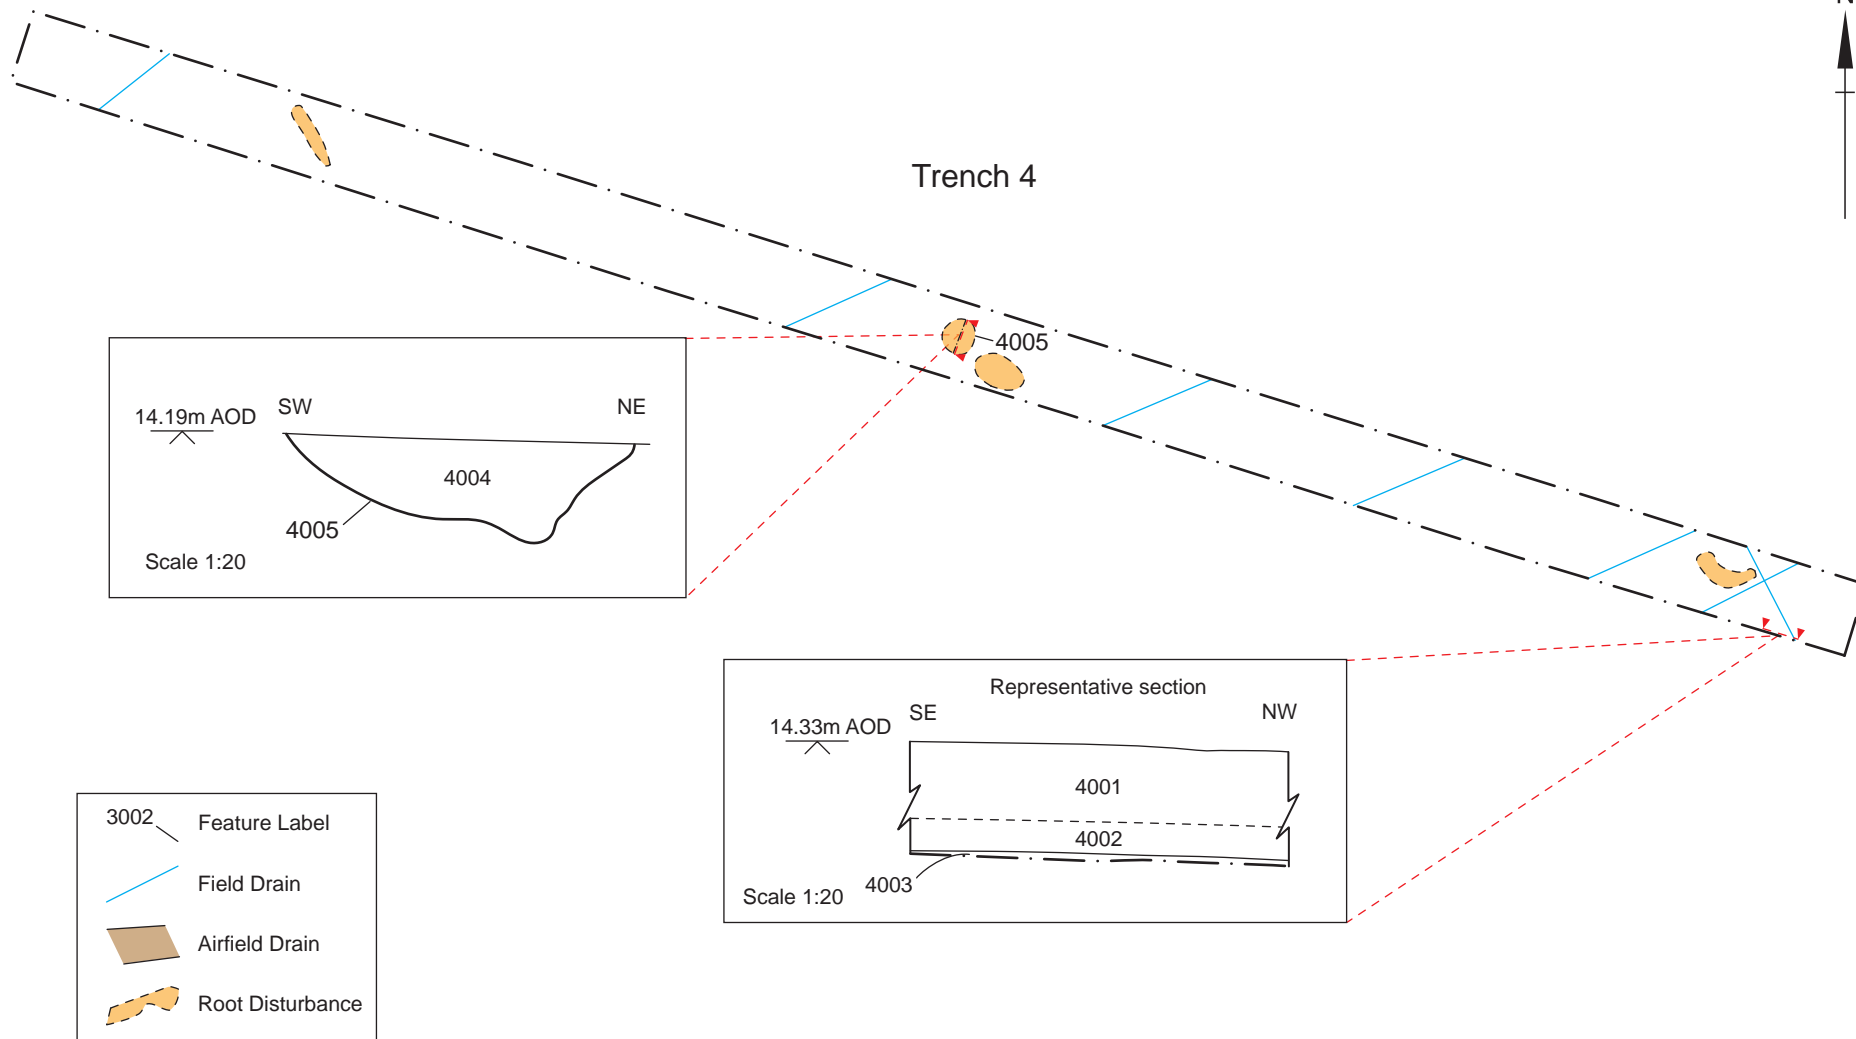 N
Trench 4
4005
14.19m AOD
SW
NE
4004
4005
Scale 1:20
Representative section
14.33m AOD
SE
NW
4001
4002
4003
Scale 1:20
3002
Feature Label
Field Drain
Airfield Drain
Root Disturbance